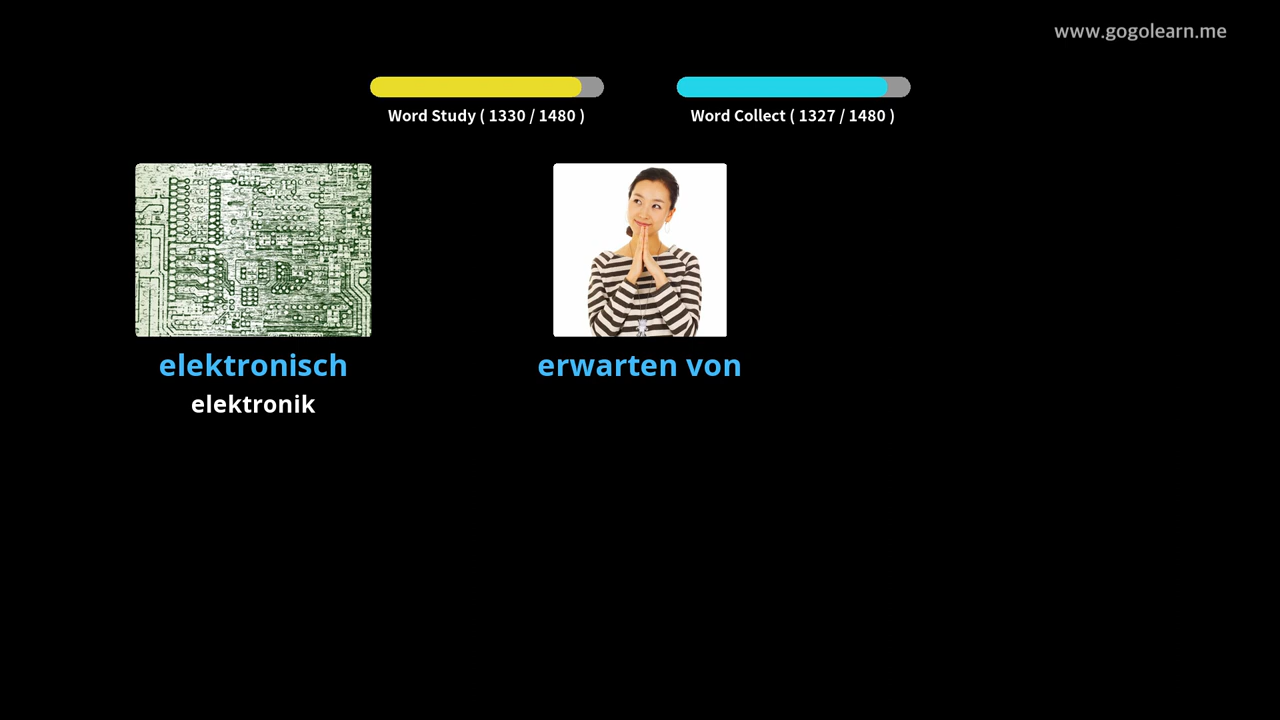 www.gogolearn.me
Word Study ( 1330 / 1480 )
Word Collect ( 1327 / 1480 )
elektronisch
elektronik
erwarten von